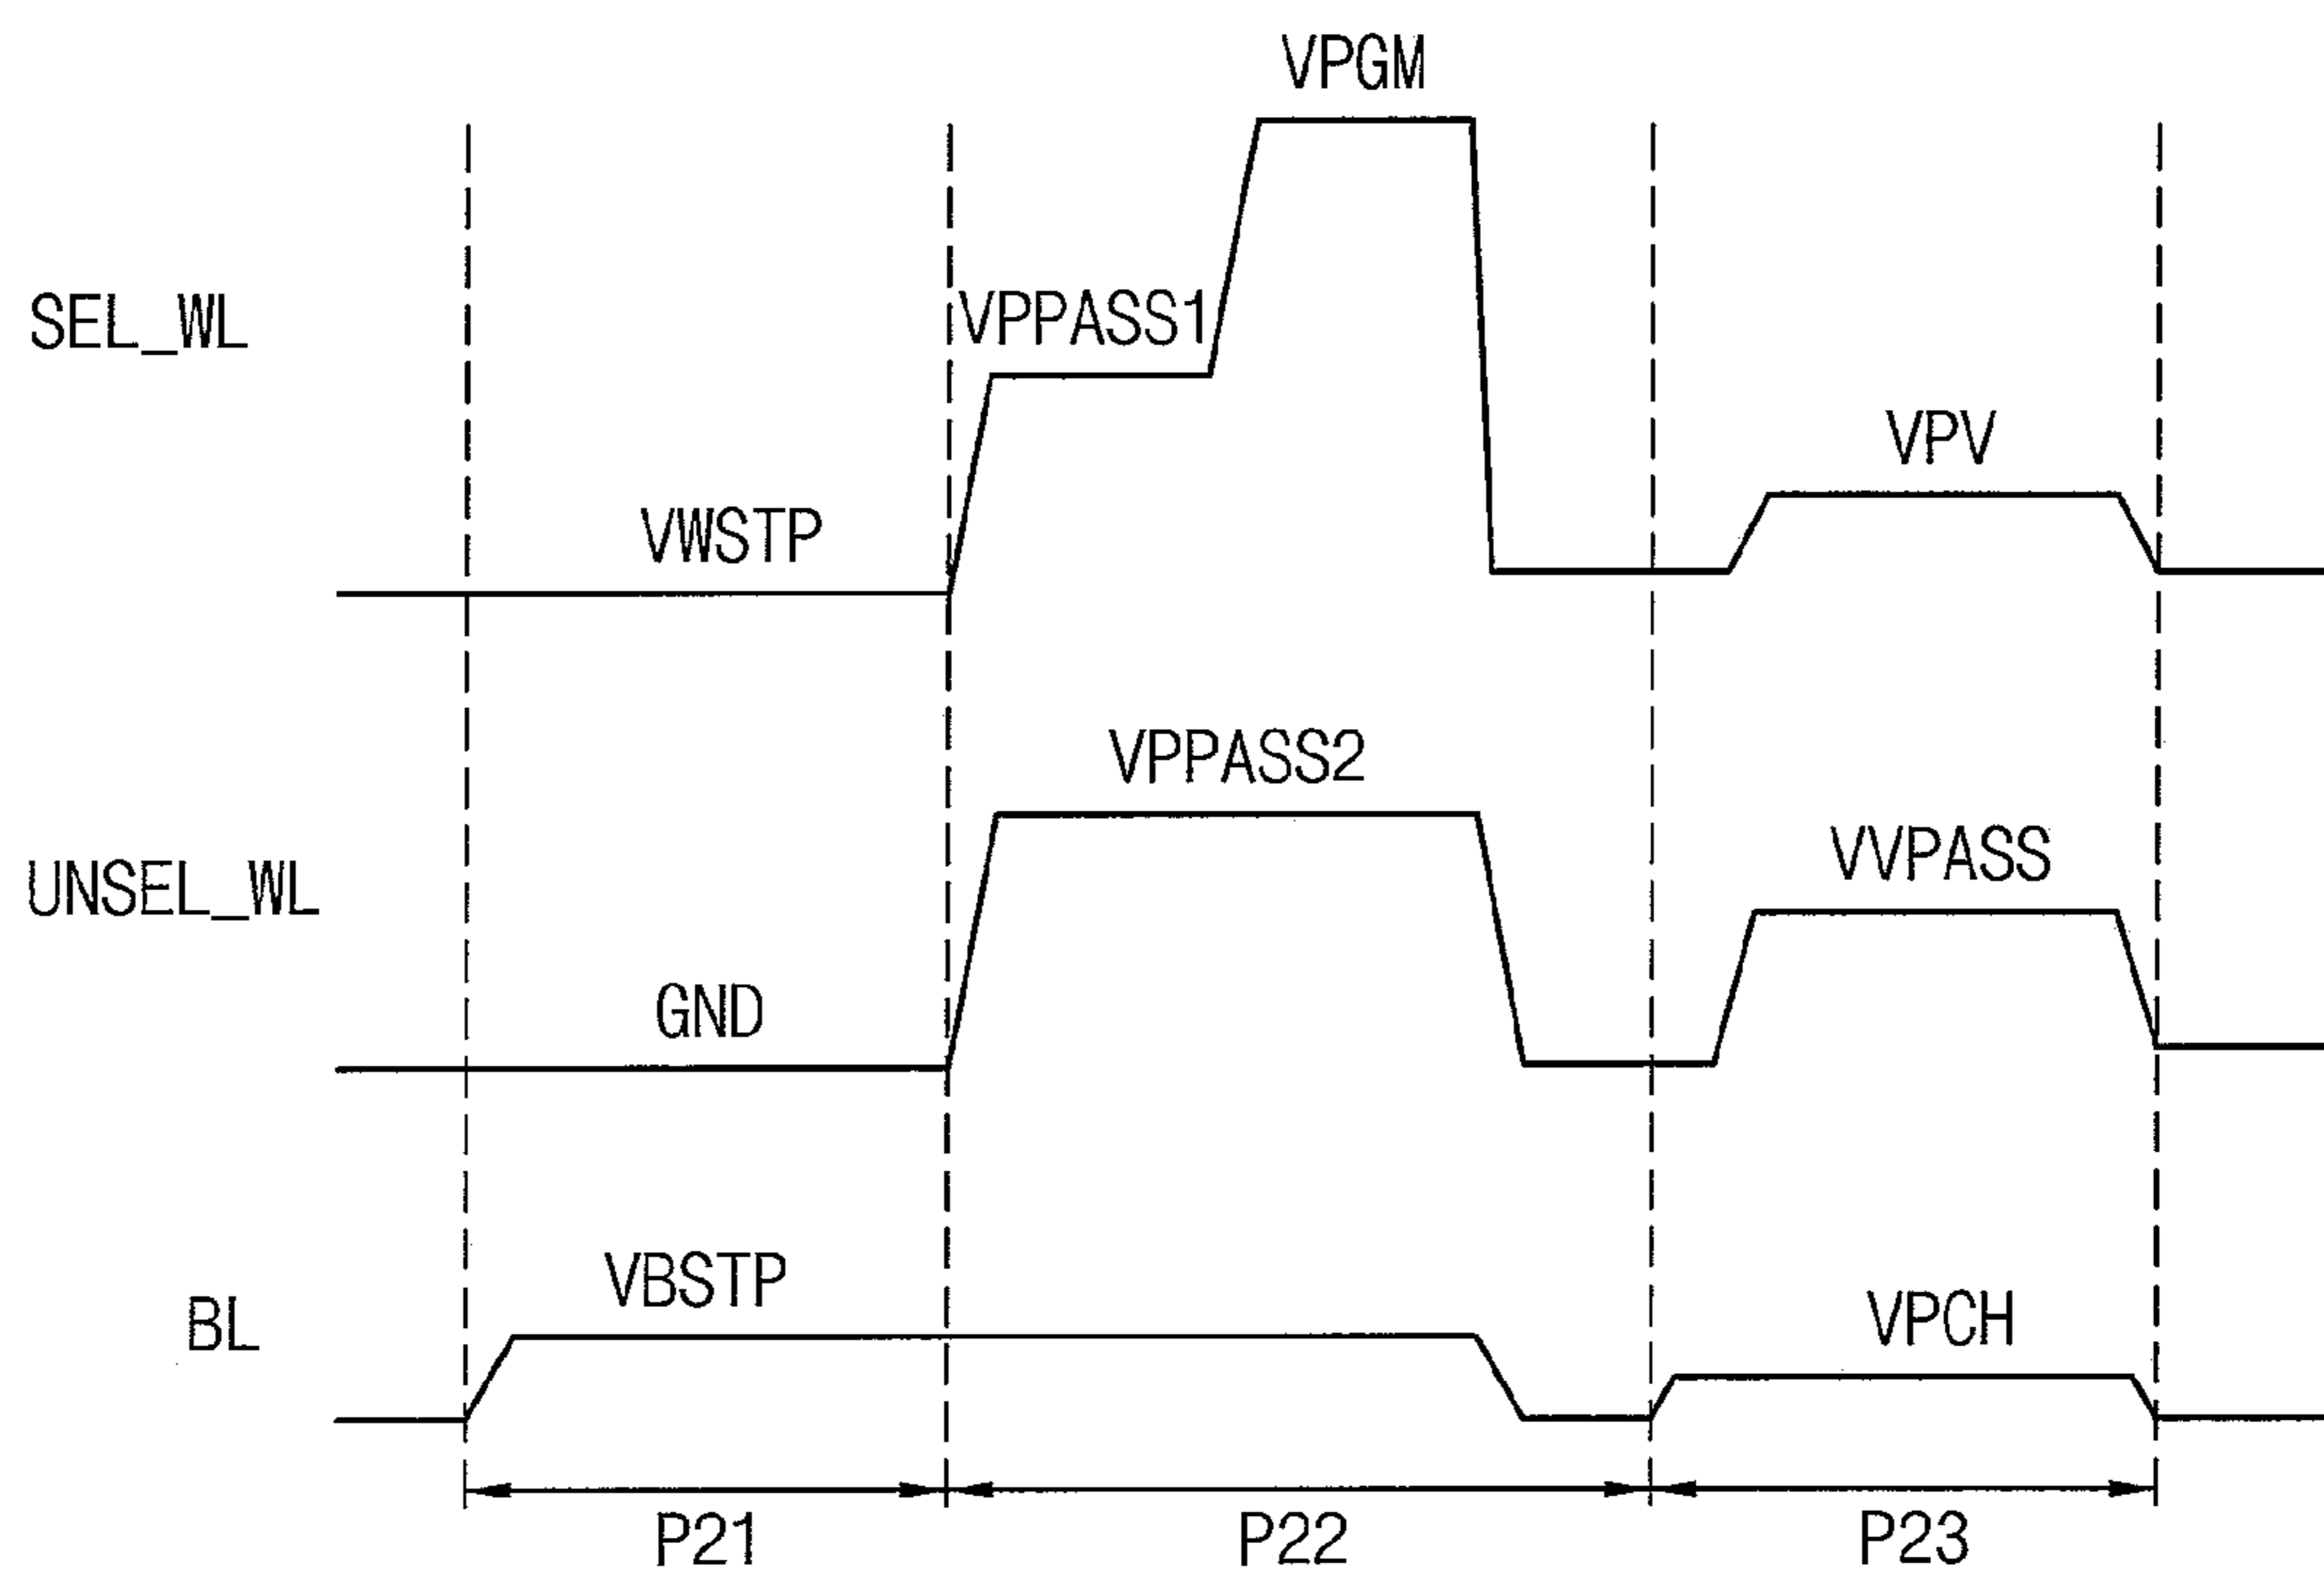 VPGM
SEL_WL
VPPASS1
VPV
VWSTP
VPPASS2
VVPASS
UNSEL_WL
GND
VBSTP
VPCH
BL
P21 P22 P23